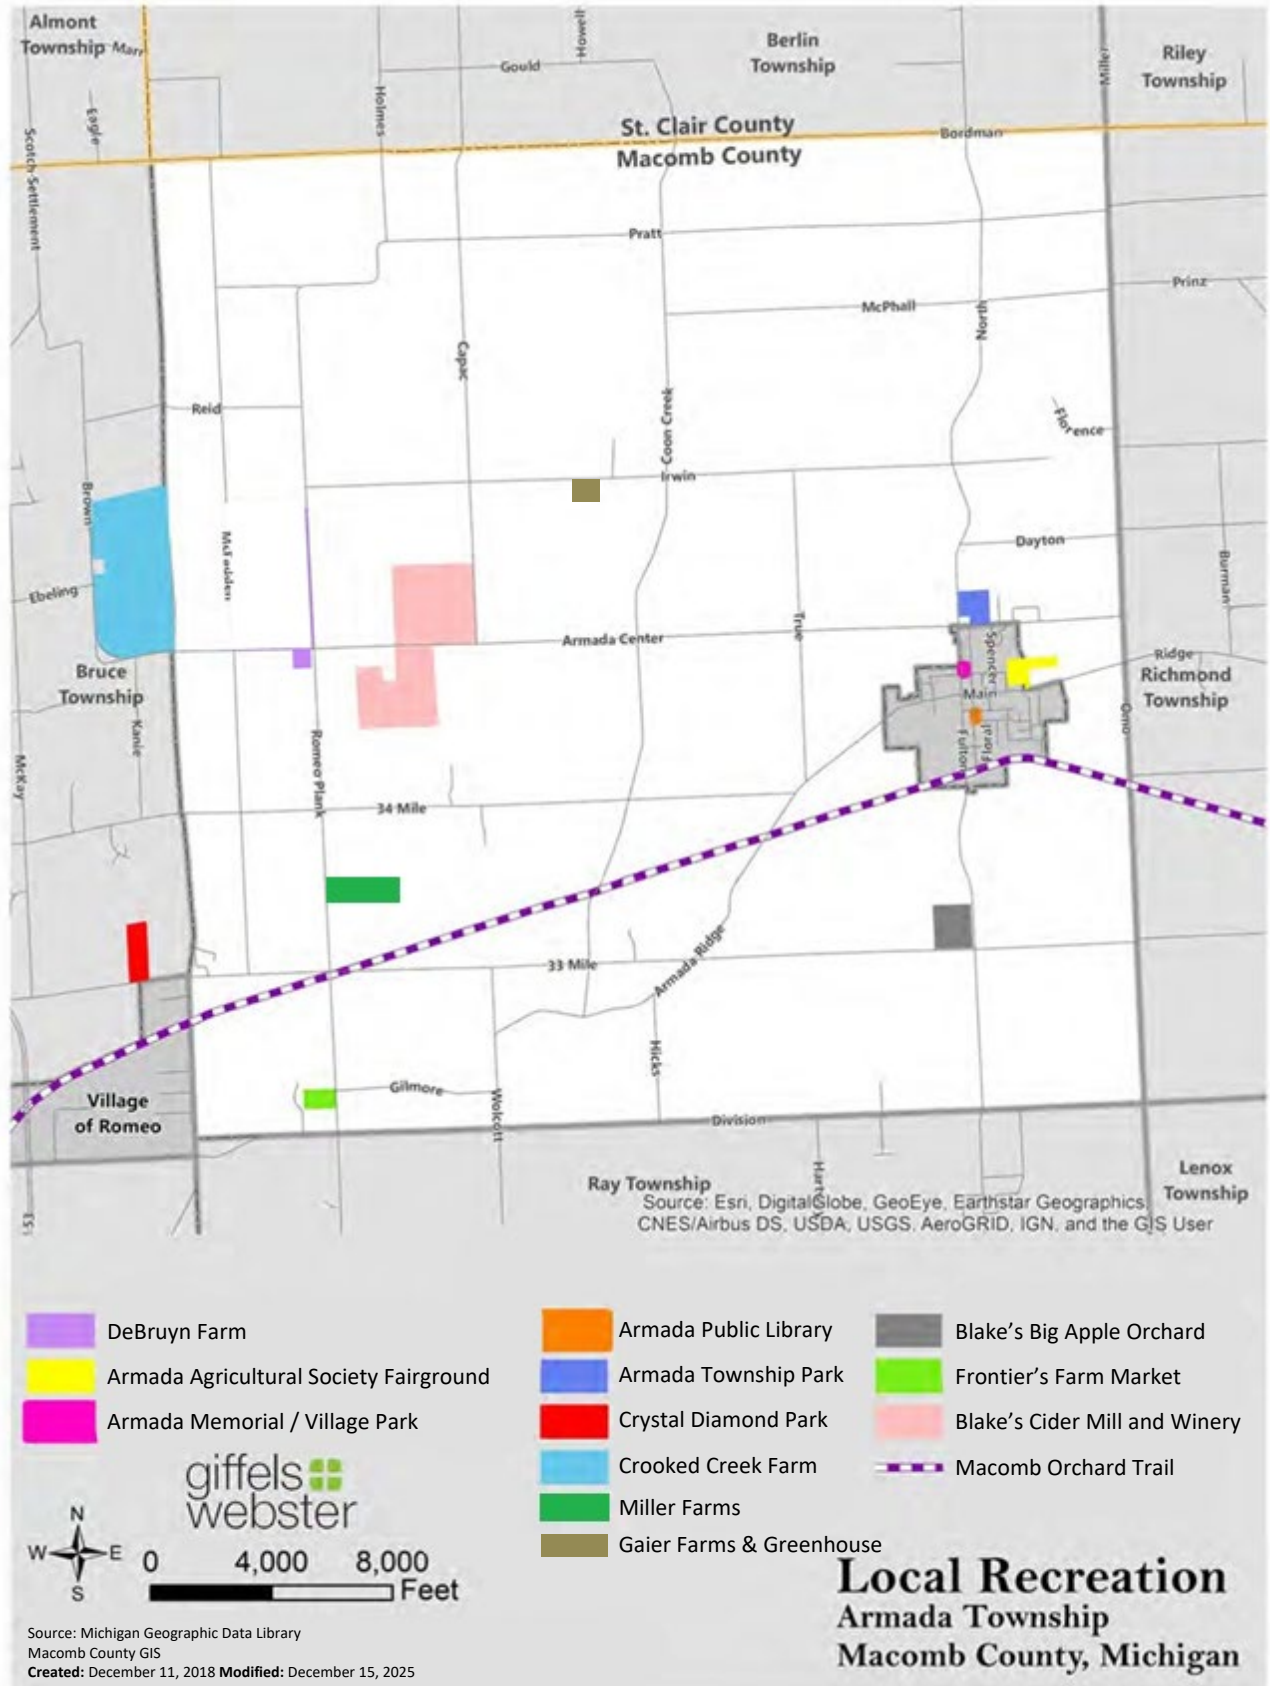 Almont
Township
Marr
Eagle
Scotch Settlement
Holmes
Gould
Howell
Berlin
Township
Miller
Riley
Township
St. Clair County
Macomb County
Bordman
Pratt
Prinz
McPhall
North
Capac
Coon Creek
Reid
Florence
Irwin
Brown
McFadden
Dayton
Burman
Ebeling
Armada Center
True
Spencer
Ridge
Bruce
Township
Richmond
Township
Main
Kanie
Romeo Plank
Fulton
Omo
McKay
34 Mile
33 Mile
Armada Ridge
Hicks
Gilmore
Wolcott
Village
of Romeo
Division
Ray Township
Lenox
Township
Source: Esri, DigitalGlobe, GeoEye, Earthstar Geographics,
CNES/Airbus DS, USDA, USGS, AeroGRID, IGN, and the GIS User
DeBruyn Farm
Armada Agricultural Society Fairground
Armada Memorial / Village Park
Armada Public Library
Armada Township Park
Crystal Diamond Park
Crooked Creek Farm
Miller Farms
Gaier Farms & Greenhouse
Blake’s Big Apple Orchard
Frontier’s Farm Market
Blake’s Cider Mill and Winery
Macomb Orchard Trail
giffels
webster
N
W E
S
0 4,000 8,000
Feet
Local Recreation
Armada Township
Macomb County, Michigan
Source: Michigan Geographic Data Library
Macomb County GIS
Created: December 11, 2018 Modified: December 15, 2025